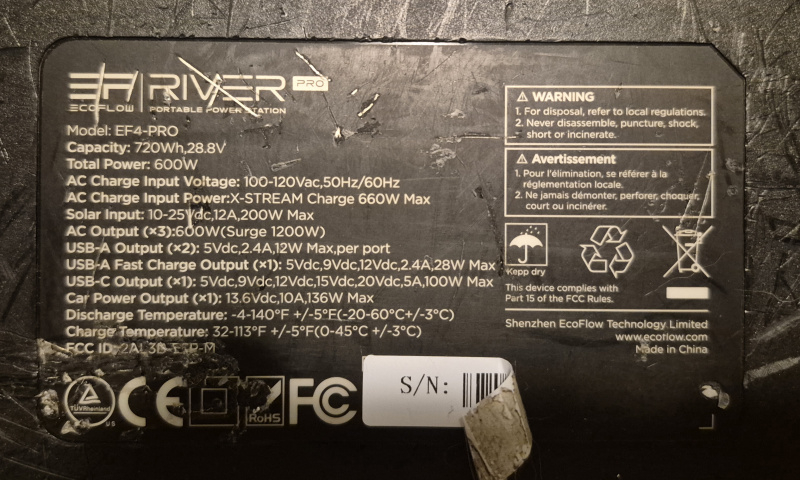 EF ECOFLOW RIVER PRO
PORTABLE POWER STATION
Model: EF4-PRO
Capacity: 720Wh,28.8V
Total Power: 600W
AC Charge Input Voltage: 100-120Vac,50Hz/60Hz
AC Charge Input Power:X-STREAM Charge 660W Max
Solar Input: 10-25Vdc,12A,200W Max
AC Output (×3):600W(Surge 1200W)
USB-A Output (×2): 5Vdc,2.4A,12W Max,per port
USB-A Fast Charge Output (×1): 5Vdc,9Vdc,12Vdc,2.4A,28W Max
USB-C Output (×1): 5Vdc,9Vdc,12Vdc,15Vdc,20Vdc,5A,100W Max
Car Power Output (×1): 13.6Vdc,10A,136W Max
Discharge Temperature: -4-140°F +/-5°F(-20-60°C+/-3°C)
Charge Temperature: 32-113°F +/-5°F(0-45°C +/-3°C)
FCC ID:
TÜVRheinland
US
CE
RoHS
FC
S/N:
WARNING
1. For disposal, refer to local regulations.
2. Never disassemble, puncture, shock,
short or incinerate.
Avertissement
1. Pour l'élimination, se référer à la
réglementation locale.
2. Ne jamais démonter, perforer, choquer,
court ou incinérer.
Kepp dry
This device complies with
Part 15 of the FCC Rules.
Shenzhen EcoFlow Technology Limited
www.ecoflow.com
Made in China